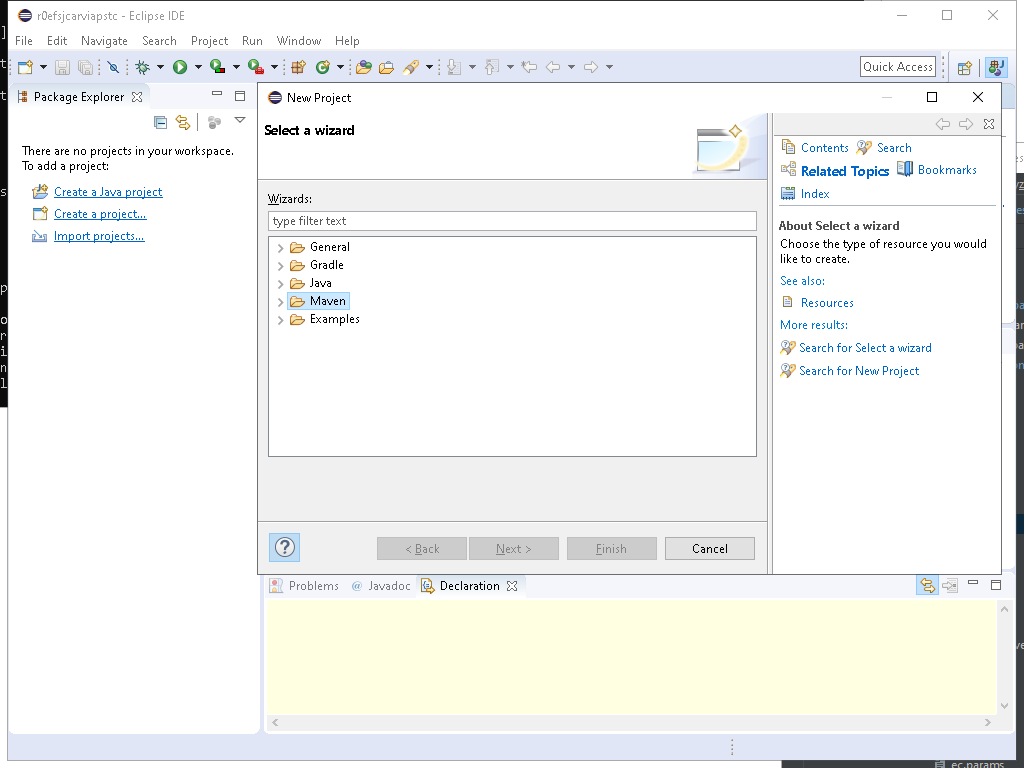 r0efsjcarviapstc - Eclipse IDE
File Edit Navigate Search Project Run Window Help
Quick Access
Package Explorer
There are no projects in your workspace.
To add a project:
Create a Java project
Create a project...
Import projects...
New Project
Select a wizard
Wizards:
type filter text
General
Gradle
Java
Maven
Examples
< Back Next > Finish Cancel
Contents Search
Related Topics Bookmarks
Index
About Select a wizard
Choose the type of resource you would
like to create.
See also:
Resources
More results:
Search for Select a wizard
Search for New Project
Problems @ Javadoc Declaration
ec.params